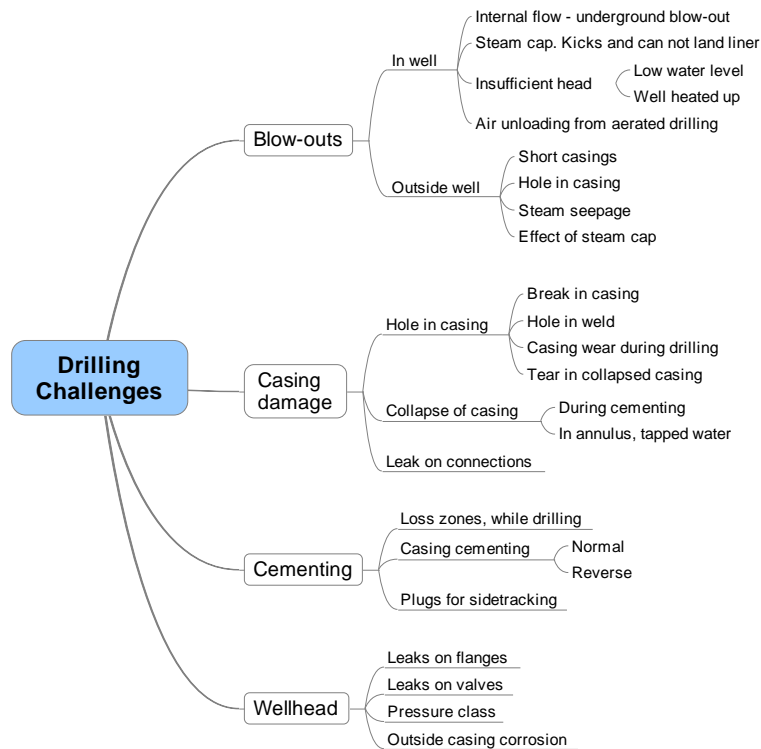 Drilling
Challenges
Blow-outs
In well
Internal flow - underground blow-out
Steam cap. Kicks and can not land liner
Insufficient head
Low water level
Well heated up
Air unloading from aerated drilling
Outside well
Short casings
Hole in casing
Steam seepage
Effect of steam cap
Casing
damage
Hole in casing
Break in casing
Hole in weld
Casing wear during drilling
Tear in collapsed casing
Collapse of casing
During cementing
In annulus, tapped water
Leak on connections
Cementing
Loss zones, while drilling
Casing cementing
Normal
Reverse
Plugs for sidetracking
Wellhead
Leaks on flanges
Leaks on valves
Pressure class
Outside casing corrosion